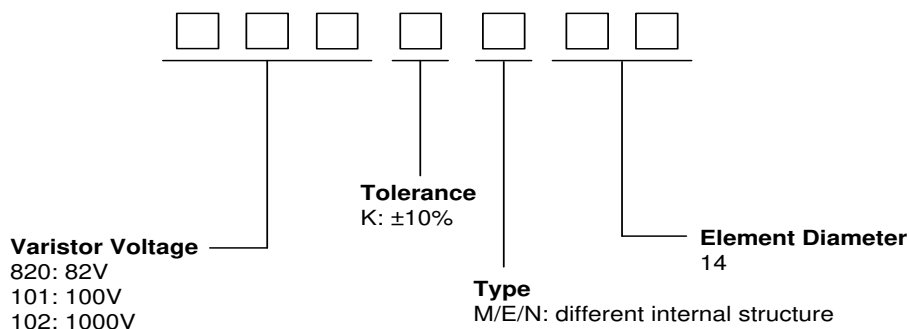 Tolerance
K: ±10%
Varistor Voltage
820: 82V
101: 100V
102: 1000V
Element Diameter
14
Type
M/E/N: different internal structure